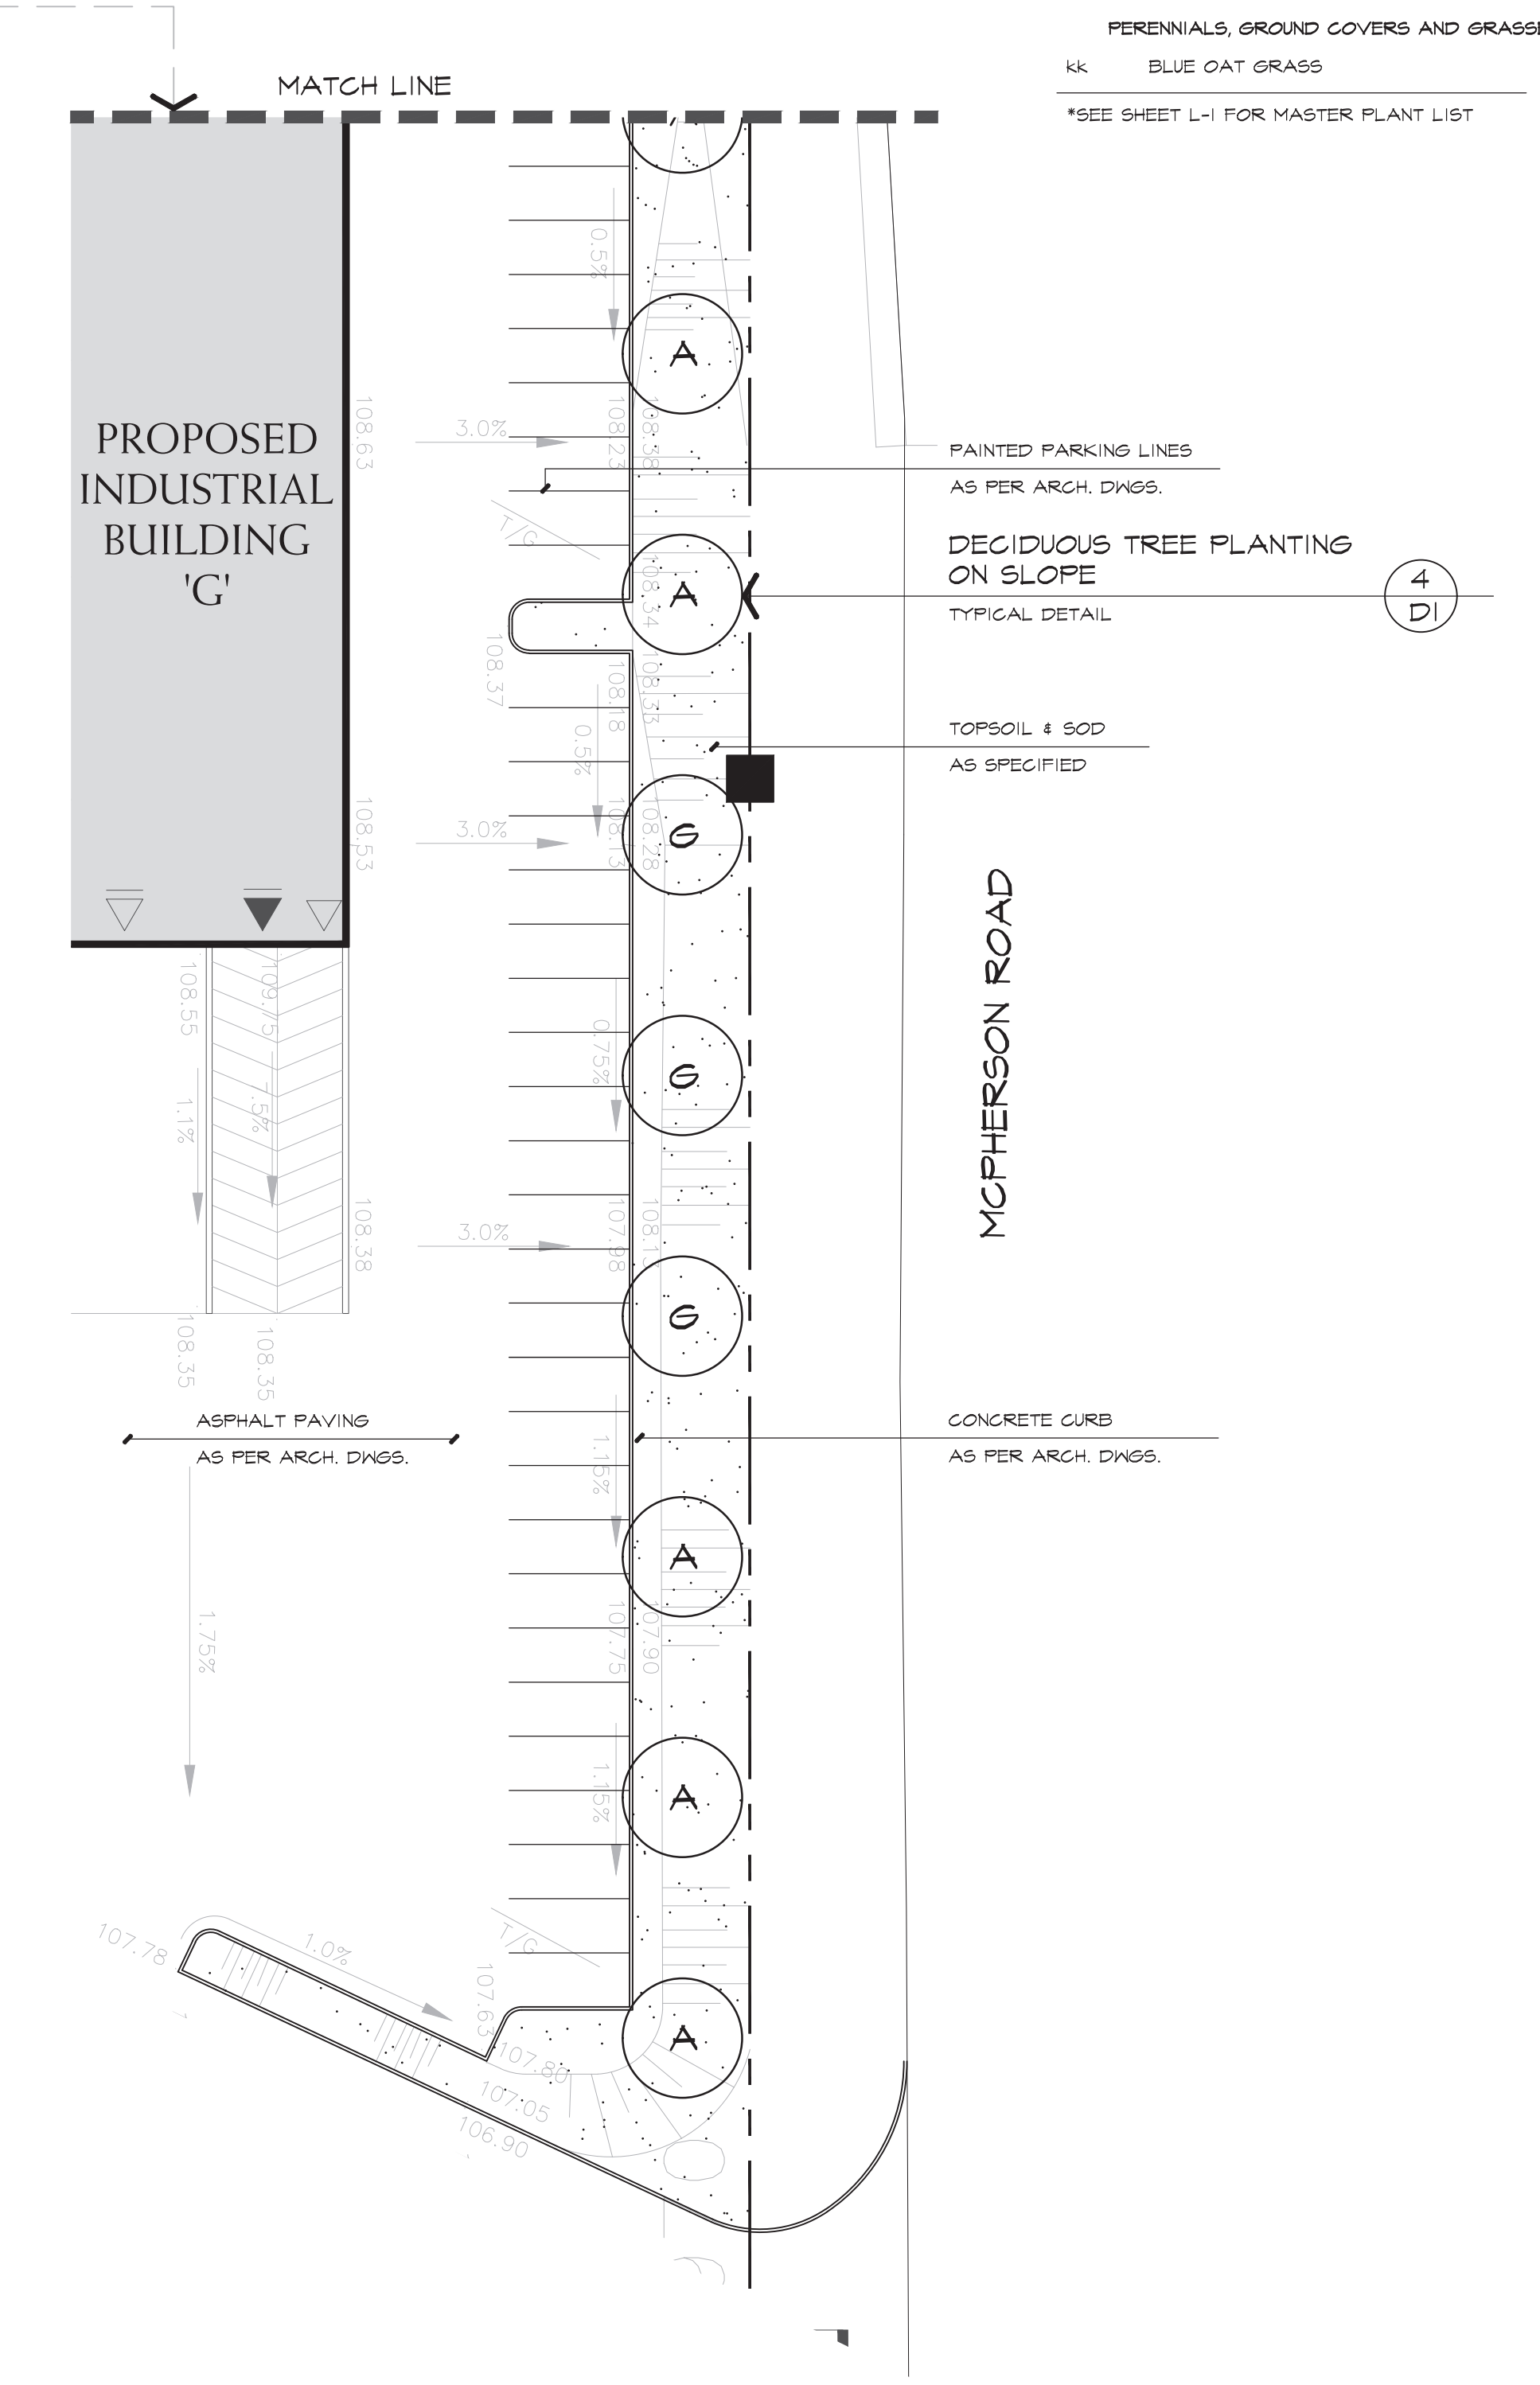 PERENNIALS, GROUND COVERS AND
kk BLUE OAT GRASS
*SEE SHEET L-1 FOR MASTER PLANT LIST
MATCH LINE
0.5%
A
PROPOSED
INDUSTRIAL
BUILDING
'G'
108.63
3.0%
108.23
108.38
PAINTED PARKING LINES
AS PER ARCH. DWGS.
T/G
DECIDUOUS TREE PLANTING
ON SLOPE
TYPICAL DETAIL
4
D1
A
108.34
108.37
108.18
108.33
0.5%
TOPSOIL & SOD
AS SPECIFIED
108.53
3.0%
108.13
108.28
G
MCPHERSON ROAD
108.55
109.75
0.75%
G
1.1%
7.5%
108.38
3.0%
107.98
108.13
G
108.35
108.35
ASPHALT PAVING
AS PER ARCH. DWGS.
CONCRETE CURB
AS PER ARCH. DWGS.
1.15%
A
107.75
107.90
1.75%
1.15%
A
107.78
1.0%
T/G
107.63
A
107.80
107.05
106.90